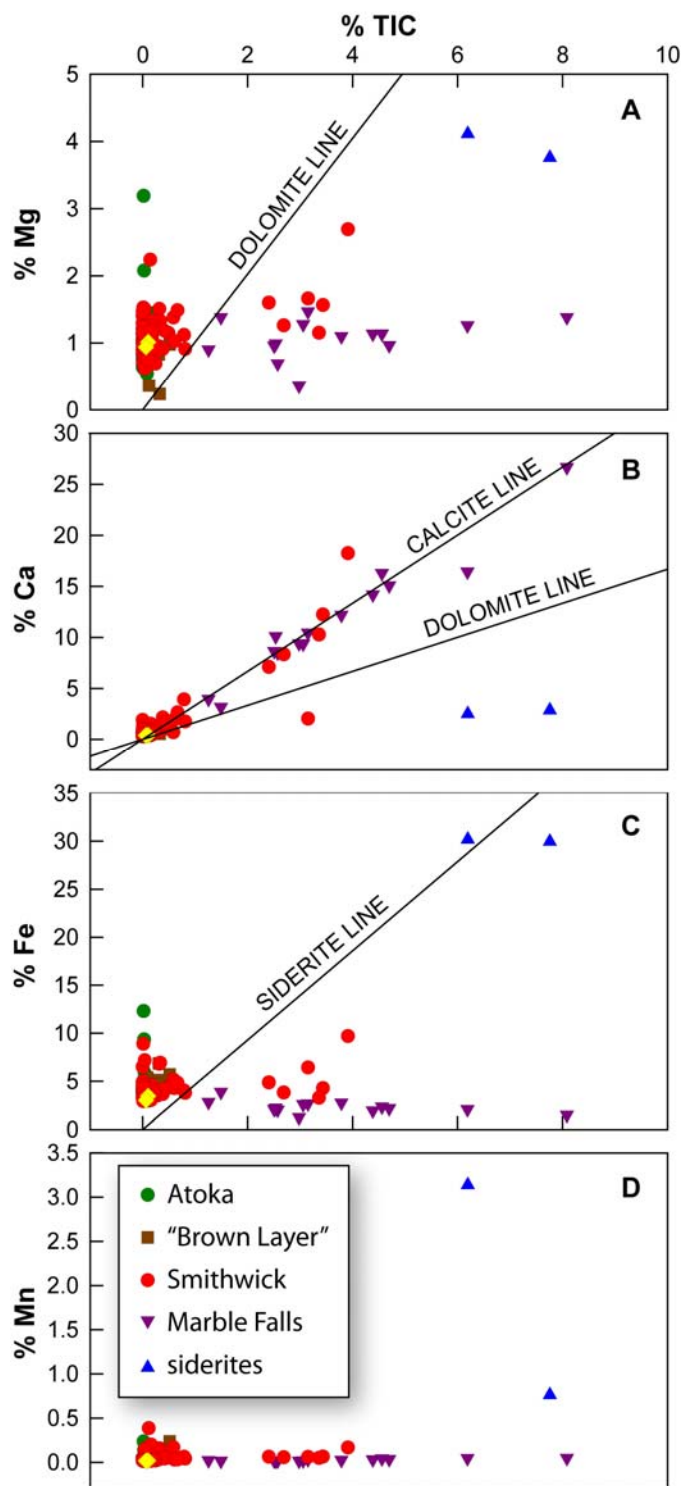 % TIC
0 2 4 6 8 10
5
4
3
2
1
0
% Mg
DOLOMITE LINE
A
30
25
20
15
10
5
0
% Ca
CALCITE LINE
DOLOMITE LINE
B
35
30
25
20
15
10
5
0
% Fe
SIDERITE LINE
C
3.5
3.0
2.5
2.0
1.5
1.0
0.5
0.0
% Mn
D
Atoka
“Brown Layer”
Smithwick
Marble Falls
siderites